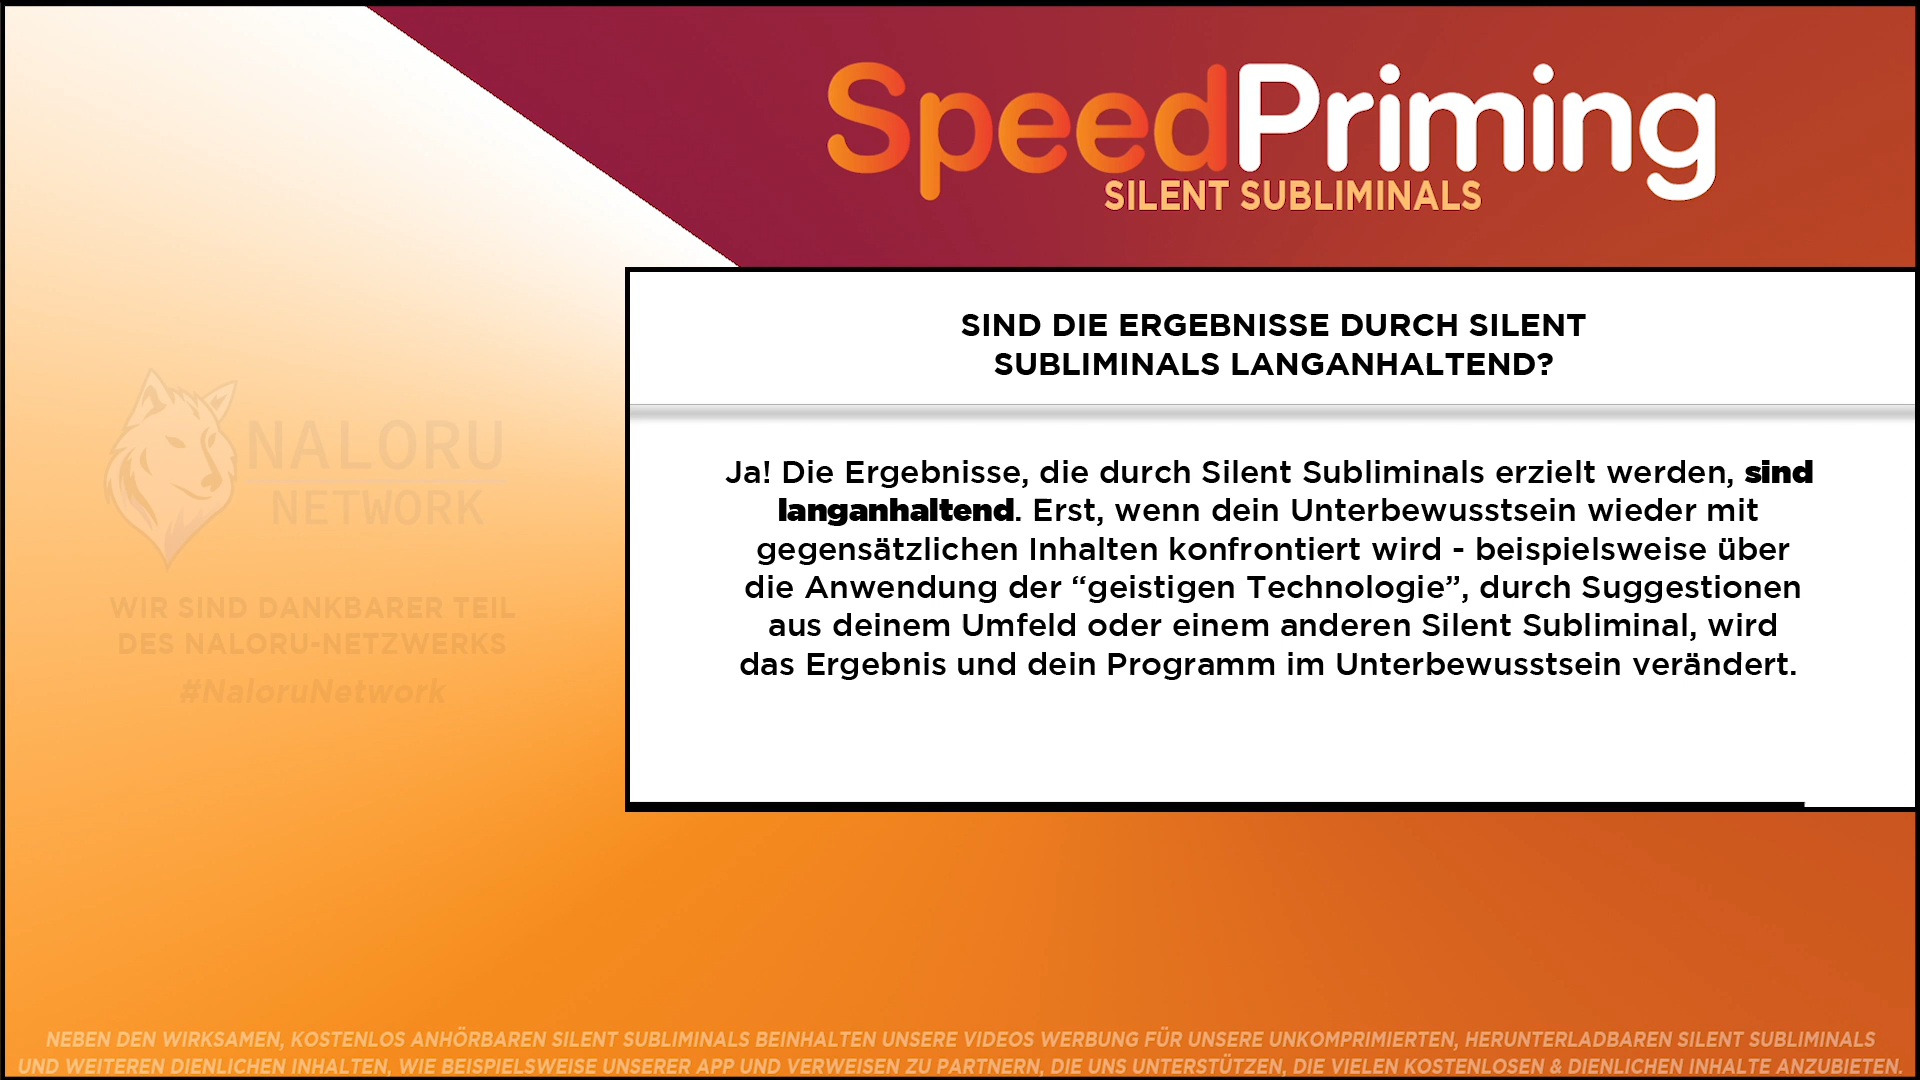 SpeedPriming
SILENT SUBLIMINALS
SIND DIE ERGEBNISSE DURCH SILENT
SUBLIMINALS LANGANHALTEND?
Ja! Die Ergebnisse, die durch Silent Subliminals erzielt werden, sind
langanhaltend. Erst, wenn dein Unterbewusstsein wieder mit
gegensätzlichen Inhalten konfrontiert wird - beispielsweise über
die Anwendung der “geistigen Technologie”, durch Suggestionen
aus deinem Umfeld oder einem anderen Silent Subliminal, wird
das Ergebnis und dein Programm im Unterbewusstsein verändert.
NALORU
NETWORK
WIR SIND DANKBARER TEIL
DES NALORU-NETZWERKS
#NaloruNetwork
NEBEN DEN WIRKSAMEN, KOSTENLOS ANHÖRBAREN SILENT SUBLIMINALS BEINHALTEN UNSERE VIDEOS WERBUNG FÜR UNSERE UNKOMPRIMIERTEN, HERUNTERLADBAREN SILENT SUBLIMINALS
UND WEITEREN DIENLICHEN INHALTEN, WIE BEISPIELSWEISE UNSERER APP UND VERWEISEN ZU PARTNERN, DIE UNS UNTERSTÜTZEN, DIE VIELEN KOSTENLOSEN & DIENLICHEN INHALTE ANZUBIETEN.